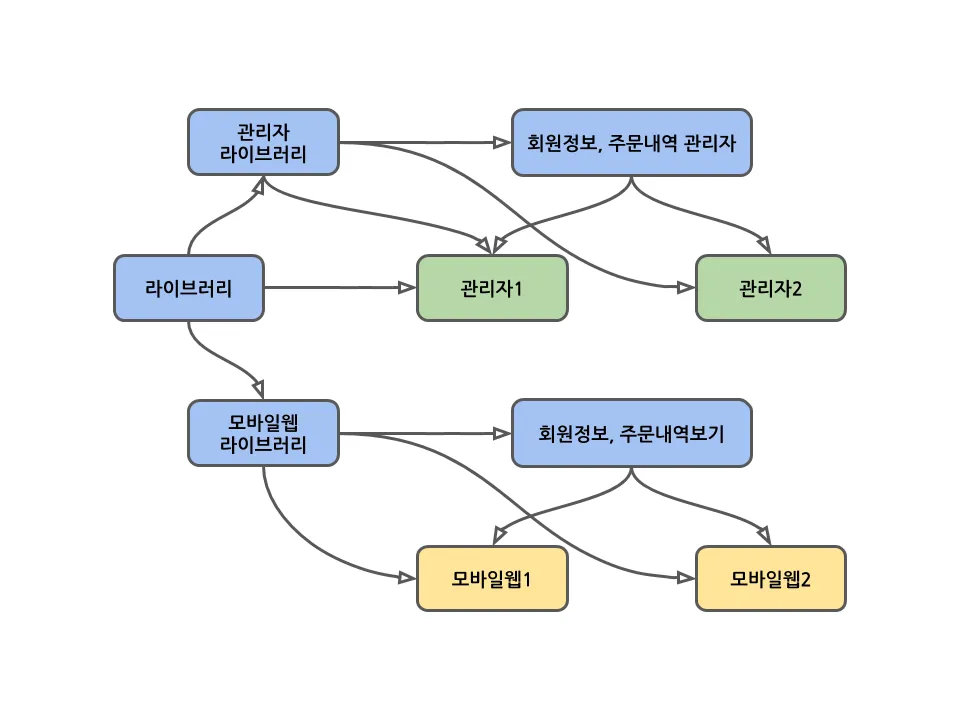 관리자
라이브러리
회원정보, 주문내역 관리자
라이브러리
관리자1
관리자2
모바일웹
라이브러리
회원정보, 주문내역보기
모바일웹1
모바일웹2